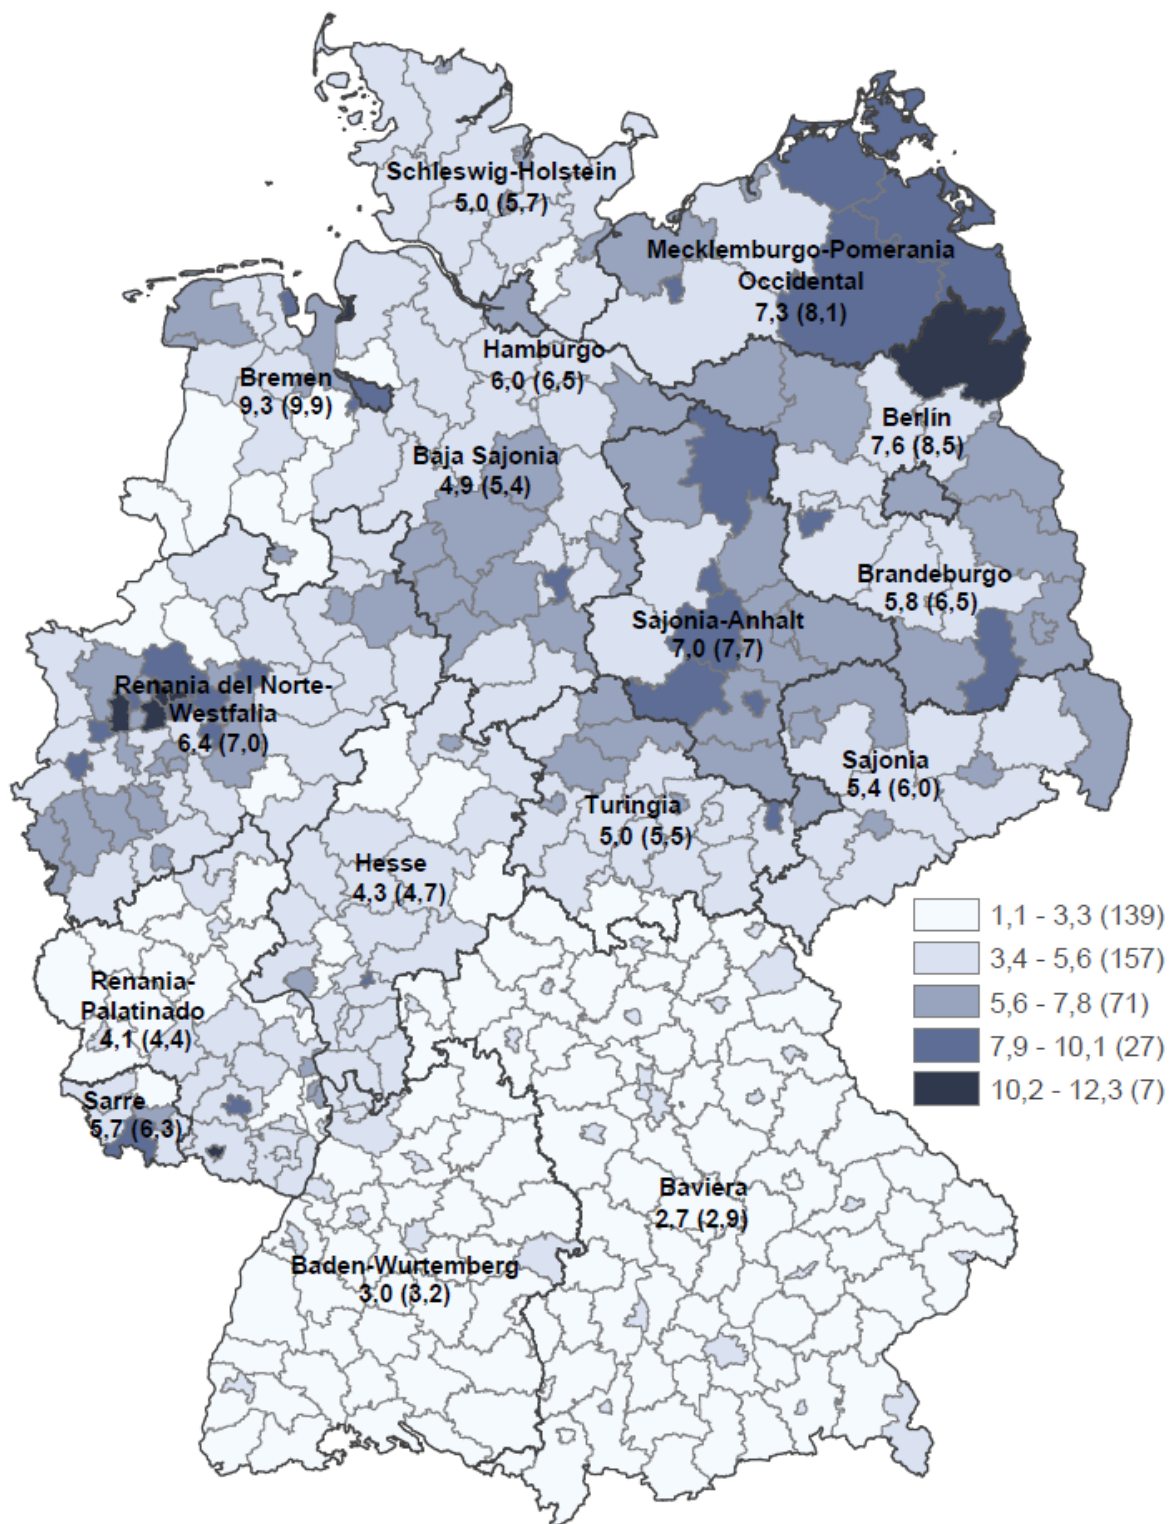 Schleswig-Holstein
5,0 (5,7)
Mecklemburgo-Pomerania
Occidental
7,3 (8,1)
Hamburgo
6,0 (6,5)
Bremen
9,3 (9,9)
Berlín
7,6 (8,5)
Baja Sajonia
4,9 (5,4)
Brandeburgo
5,8 (6,5)
Sajonia-Anhalt
7,0 (7,7)
Renania del Norte-
Westfalia
6,4 (7,0)
Sajonia
5,4 (6,0)
Turingia
5,0 (5,5)
Hesse
4,3 (4,7)
Renania-
Palatinado
4,1 (4,4)
Sarre
5,7 (6,3)
Baviera
2,7 (2,9)
Baden-Wurtemberg
3,0 (3,2)
1,1 - 3,3 (139)
3,4 - 5,6 (157)
5,6 - 7,8 (71)
7,9 - 10,1 (27)
10,2 - 12,3 (7)